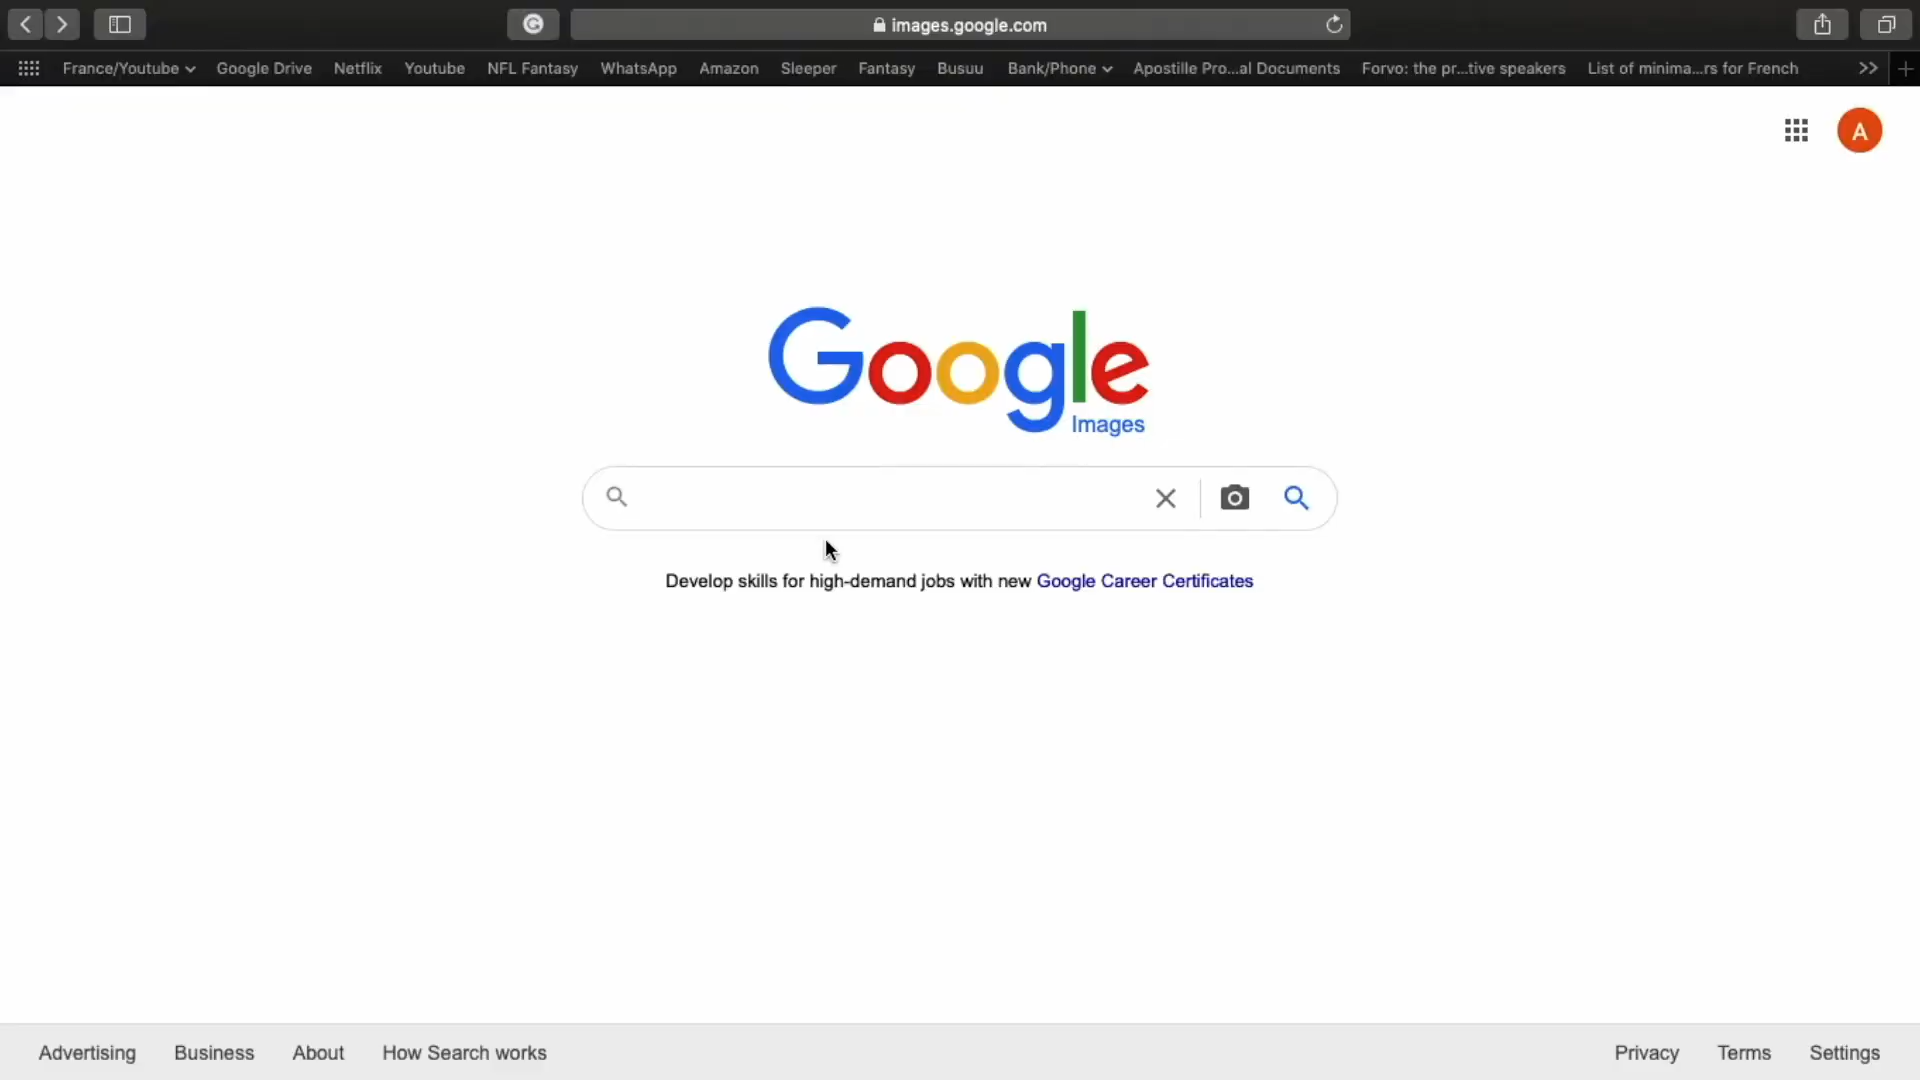 images.google.com
France/Youtube Google Drive Netflix Youtube NFL Fantasy WhatsApp Amazon Sleeper Fantasy Busuu Bank/Phone Apostille Pro...al Documents Forvo: the pr...tive speakers List of minima...rs for French
A
Google
Images
Develop skills for high-demand jobs with new Google Career Certificates
Advertising Business About How Search works Privacy Terms Settings